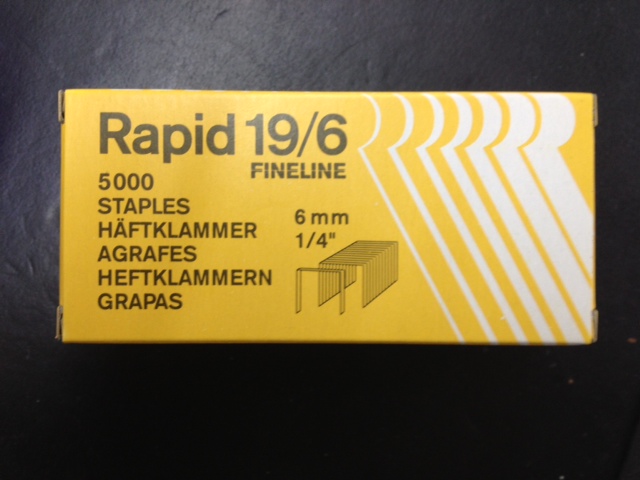 Rapid 19/6
FINELINE
5000
STAPLES
HÄFTKLAMMER
AGRAFES
HEFTKLAMMERN
GRAPAS
6 mm
1/4"